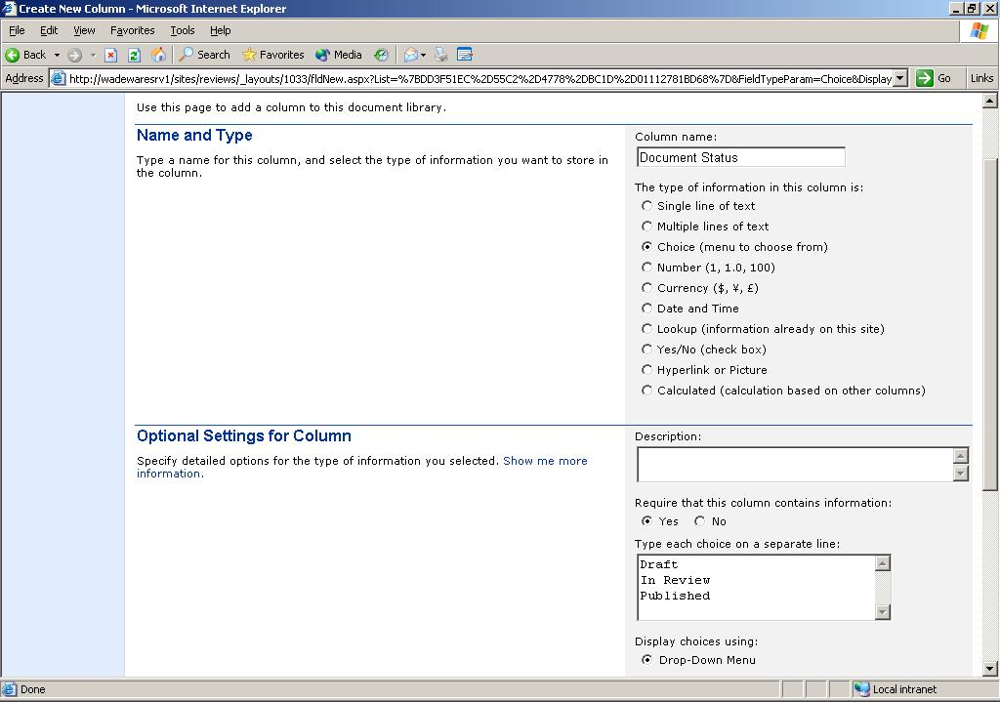 Create New Column - Microsoft Internet Explorer
File Edit View Favorites Tools Help
Back Search Favorites Media
Address http://wadewaresrv1/sites/reviews/_layouts/1033/fldNew.aspx?List=%7BDD3F51EC%2D55C2%2D4778%2DBC1D%2D01112781BD68%7D&FieldTypeParam=Choice&Display Go Links
Use this page to add a column to this document library.
Name and Type
Type a name for this column, and select the type of information you want to store in
the column.
Column name:
Document Status
The type of information in this column is:
Single line of text
Multiple lines of text
Choice (menu to choose from)
Number (1, 1.0, 100)
Currency ($, ¥, £)
Date and Time
Lookup (information already on this site)
Yes/No (check box)
Hyperlink or Picture
Calculated (calculation based on other columns)
Optional Settings for Column
Specify detailed options for the type of information you selected. Show me more
information.
Description:
Require that this column contains information:
Yes No
Type each choice on a separate line:
Draft
In Review
Published
Display choices using:
Drop-Down Menu
Done Local intranet